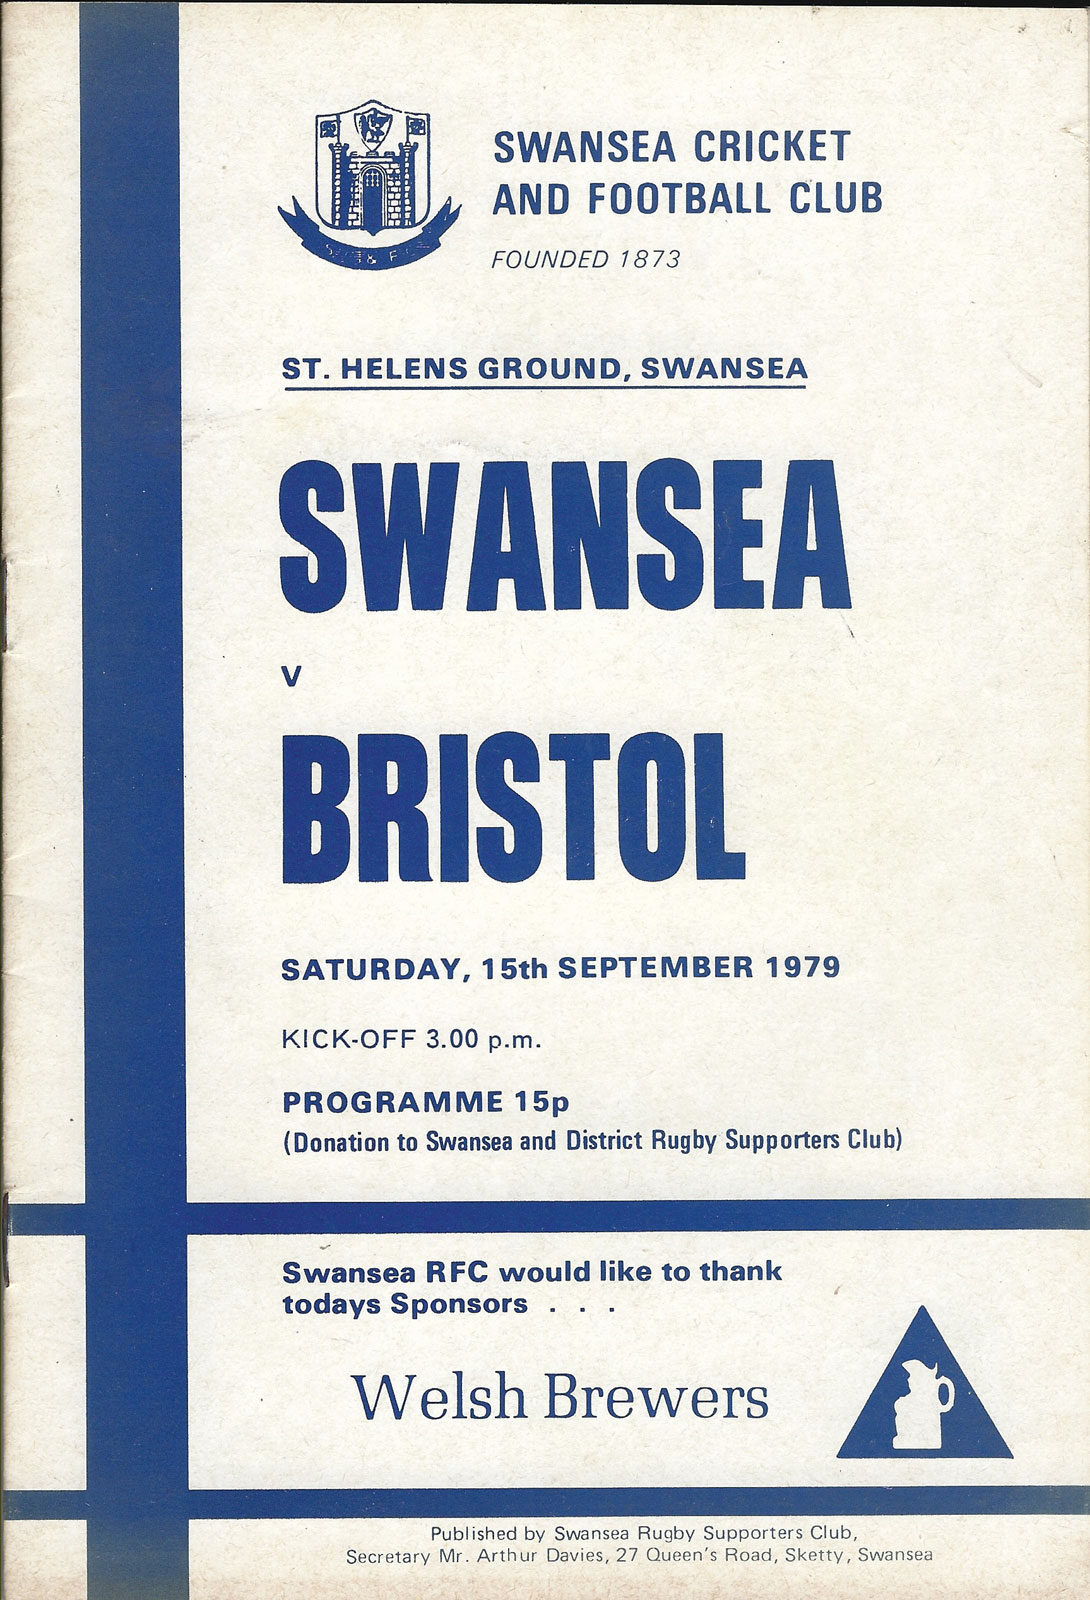 SWANSEA CRICKET
AND FOOTBALL CLUB
FOUNDED 1873
ST. HELENS GROUND, SWANSEA
SWANSEA
v
BRISTOL
SATURDAY, 15th SEPTEMBER 1979
KICK-OFF 3.00 p.m.
PROGRAMME 15p
(Donation to Swansea and District Rugby Supporters Club)
Swansea RFC would like to thank
todays Sponsors . . .
Welsh Brewers
Published by Swansea Rugby Supporters Club,
Secretary Mr. Arthur Davies, 27 Queen's Road, Sketty, Swansea